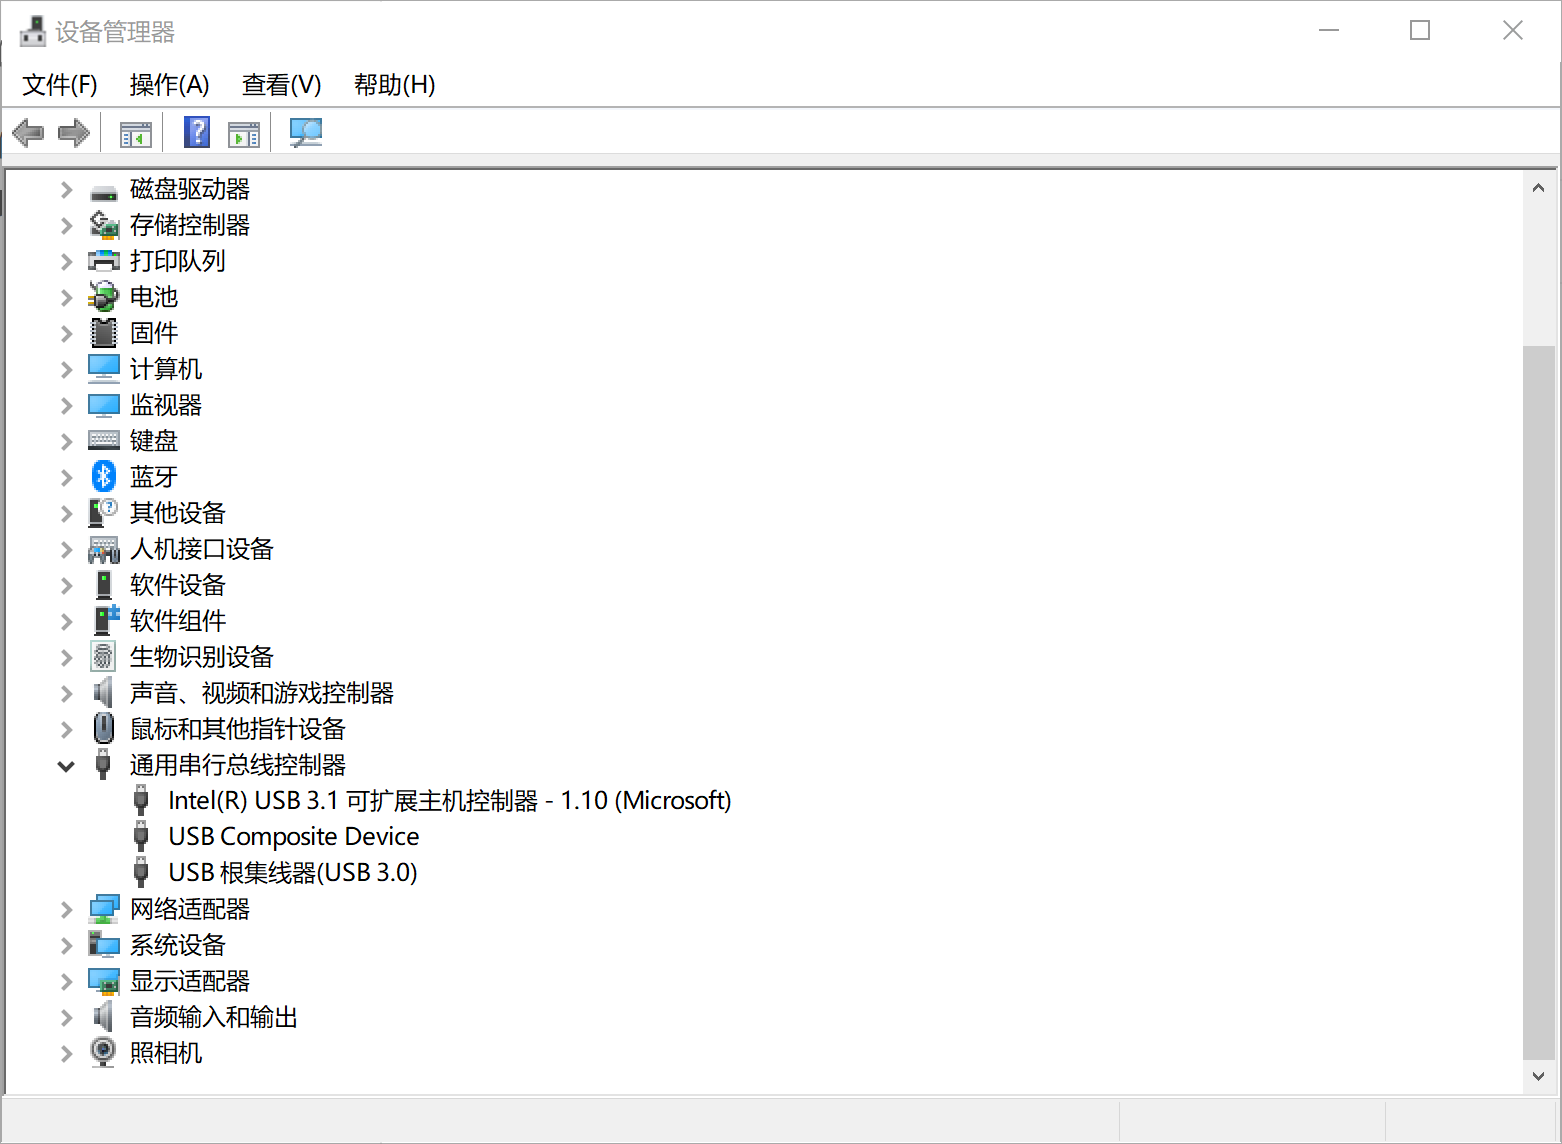 设备管理器
文件(F) 操作(A) 查看(V) 帮助(H)
磁盘驱动器
存储控制器
打印队列
电池
固件
计算机
监视器
键盘
蓝牙
其他设备
人机接口设备
软件设备
软件组件
生物识别设备
声音、视频和游戏控制器
鼠标和其他指针设备
通用串行总线控制器
Intel(R) USB 3.1 可扩展主机控制器 - 1.10 (Microsoft)
USB Composite Device
USB 根集线器(USB 3.0)
网络适配器
系统设备
显示适配器
音频输入和输出
照相机